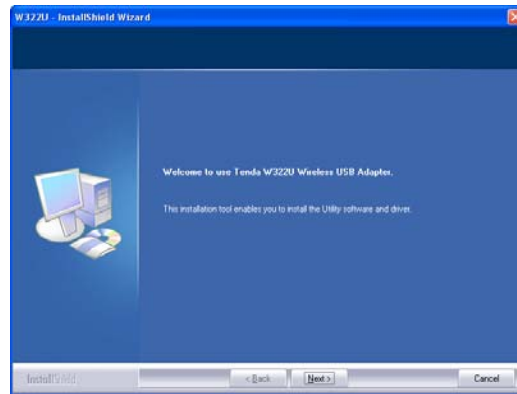 W322U - InstallShield Wizard
Welcome to use Tenda W322U Wireless USB Adapter.
This installation tool enables you to install the Utility software and driver.
InstallShield
< Back
Next >
Cancel